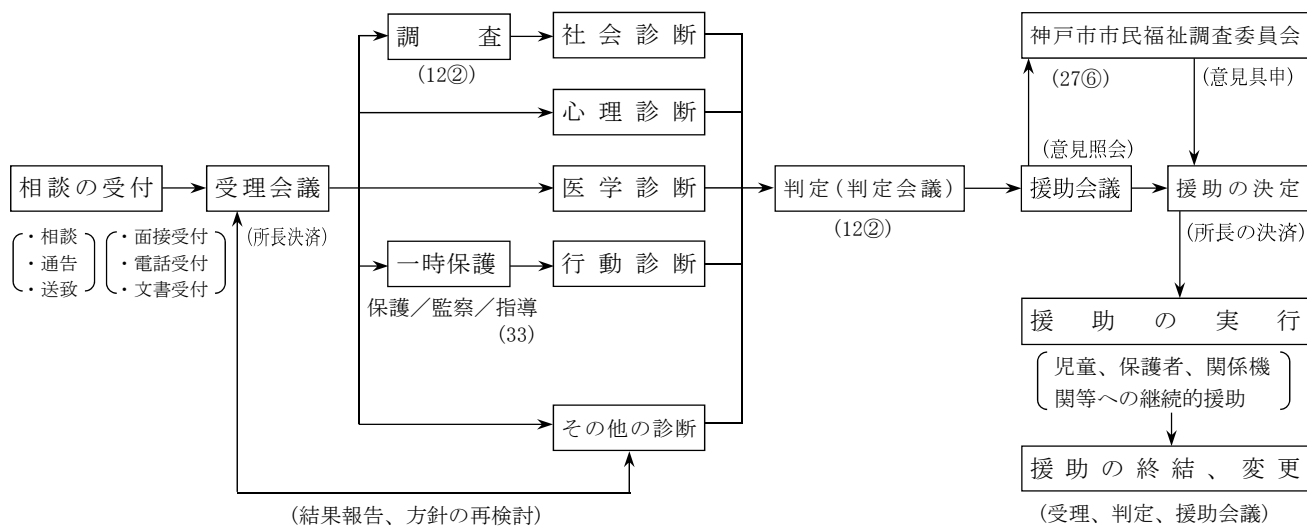 相談の受付
・相談
・通告
・送致
・面接受付
・電話受付
・文書受付
受理会議
(所長決済)
調査
(12②)
社会診断
心理診断
医学診断
一時保護
保護／監察／指導
(33)
行動診断
その他の診断
(結果報告、方針の再検討)
判定(判定会議)
(12②)
神戸市市民福祉調査委員会
(27⑥)
(意見具申)
(意見照会)
援助会議
援助の決定
(所長の決済)
援助の実行
児童、保護者、関係機
関等への継続的援助
援助の終結、変更
(受理、判定、援助会議)